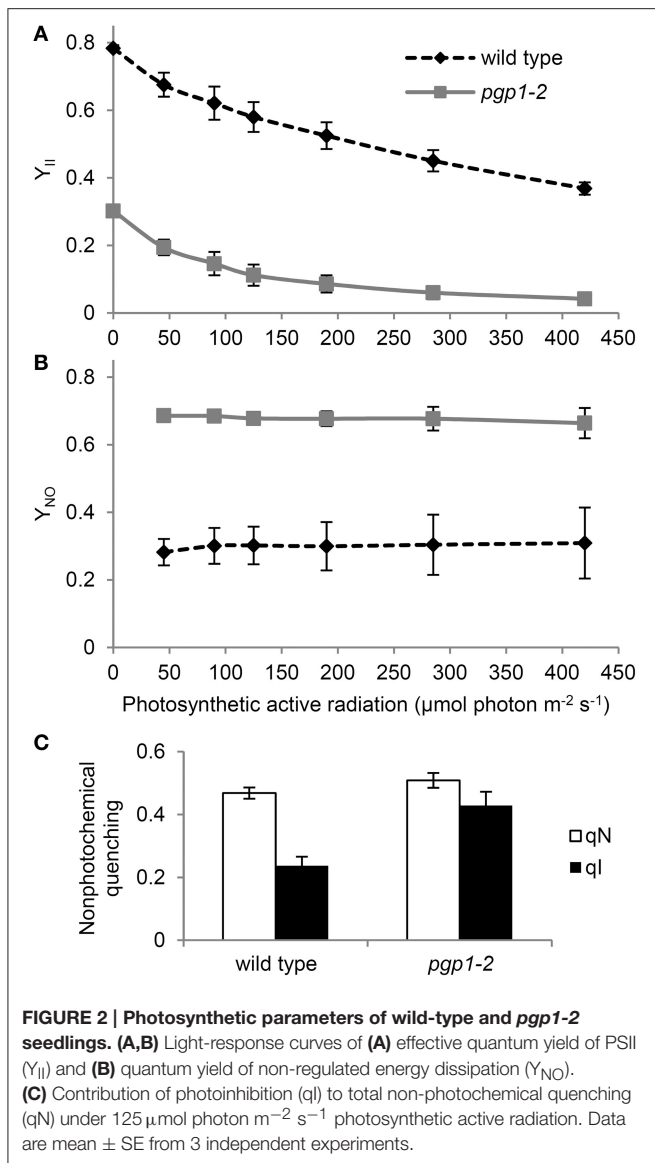 A
0.8
0.6
0.4
0.2
0
Y_II
wild type
pgp1-2
0 50 100 150 200 250 300 350 400 450
B
0.8
0.6
0.4
0.2
0
Y_NO
0 50 100 150 200 250 300 350 400 450
Photosynthetic active radiation (µmol photon m⁻² s⁻¹)
C
0.6
0.4
0.2
0
Nonphotochemical
quenching
qN
qI
wild type pgp1-2
FIGURE 2 | Photosynthetic parameters of wild-type and pgp1-2
seedlings. (A,B) Light-response curves of (A) effective quantum yield of PSII
(Y_II) and (B) quantum yield of non-regulated energy dissipation (Y_NO).
(C) Contribution of photoinhibition (qI) to total non-photochemical quenching
(qN) under 125 µmol photon m⁻² s⁻¹ photosynthetic active radiation. Data
are mean ± SE from 3 independent experiments.